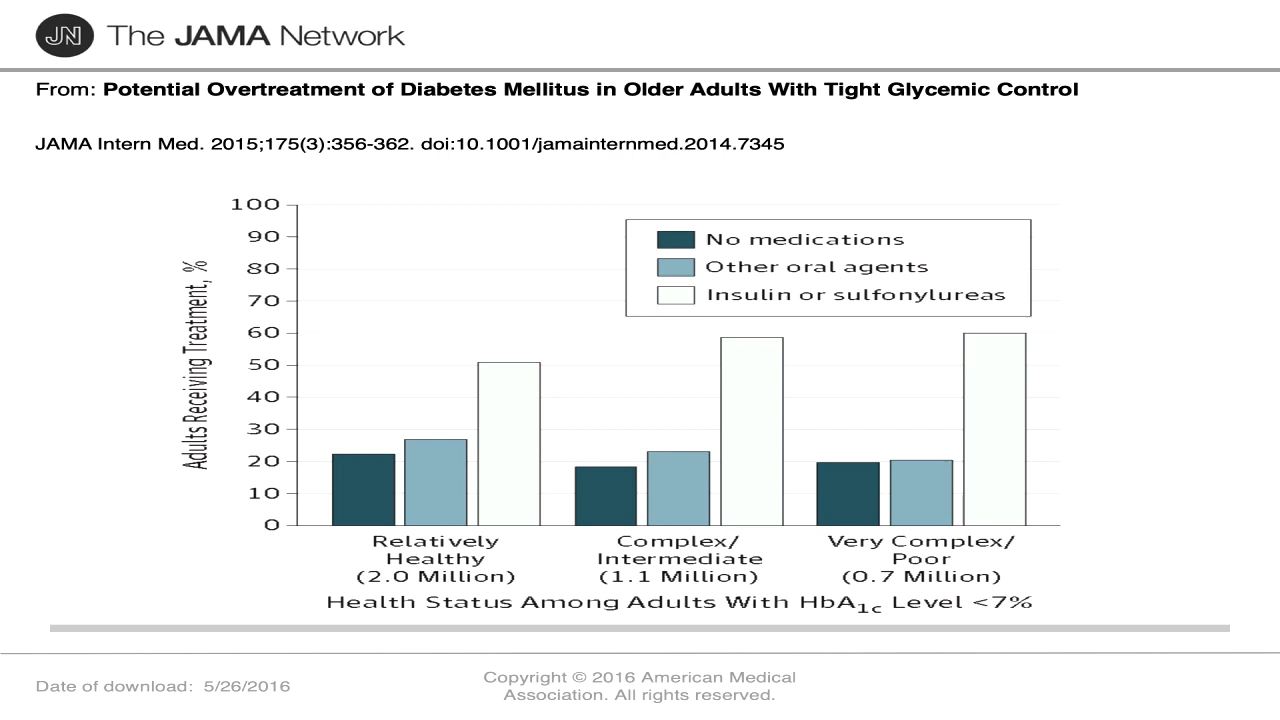 JN The JAMA Network
From: Potential Overtreatment of Diabetes Mellitus in Older Adults With Tight Glycemic Control
JAMA Intern Med. 2015;175(3):356-362. doi:10.1001/jamainternmed.2014.7345
Adults Receiving Treatment, %
100
90
80
70
60
50
40
30
20
10
0
No medications
Other oral agents
Insulin or sulfonylureas
Relatively
Healthy
(2.0 Million)
Complex/
Intermediate
(1.1 Million)
Very Complex/
Poor
(0.7 Million)
Health Status Among Adults With HbA1c Level <7%
Date of download: 5/26/2016
Copyright © 2016 American Medical
Association. All rights reserved.